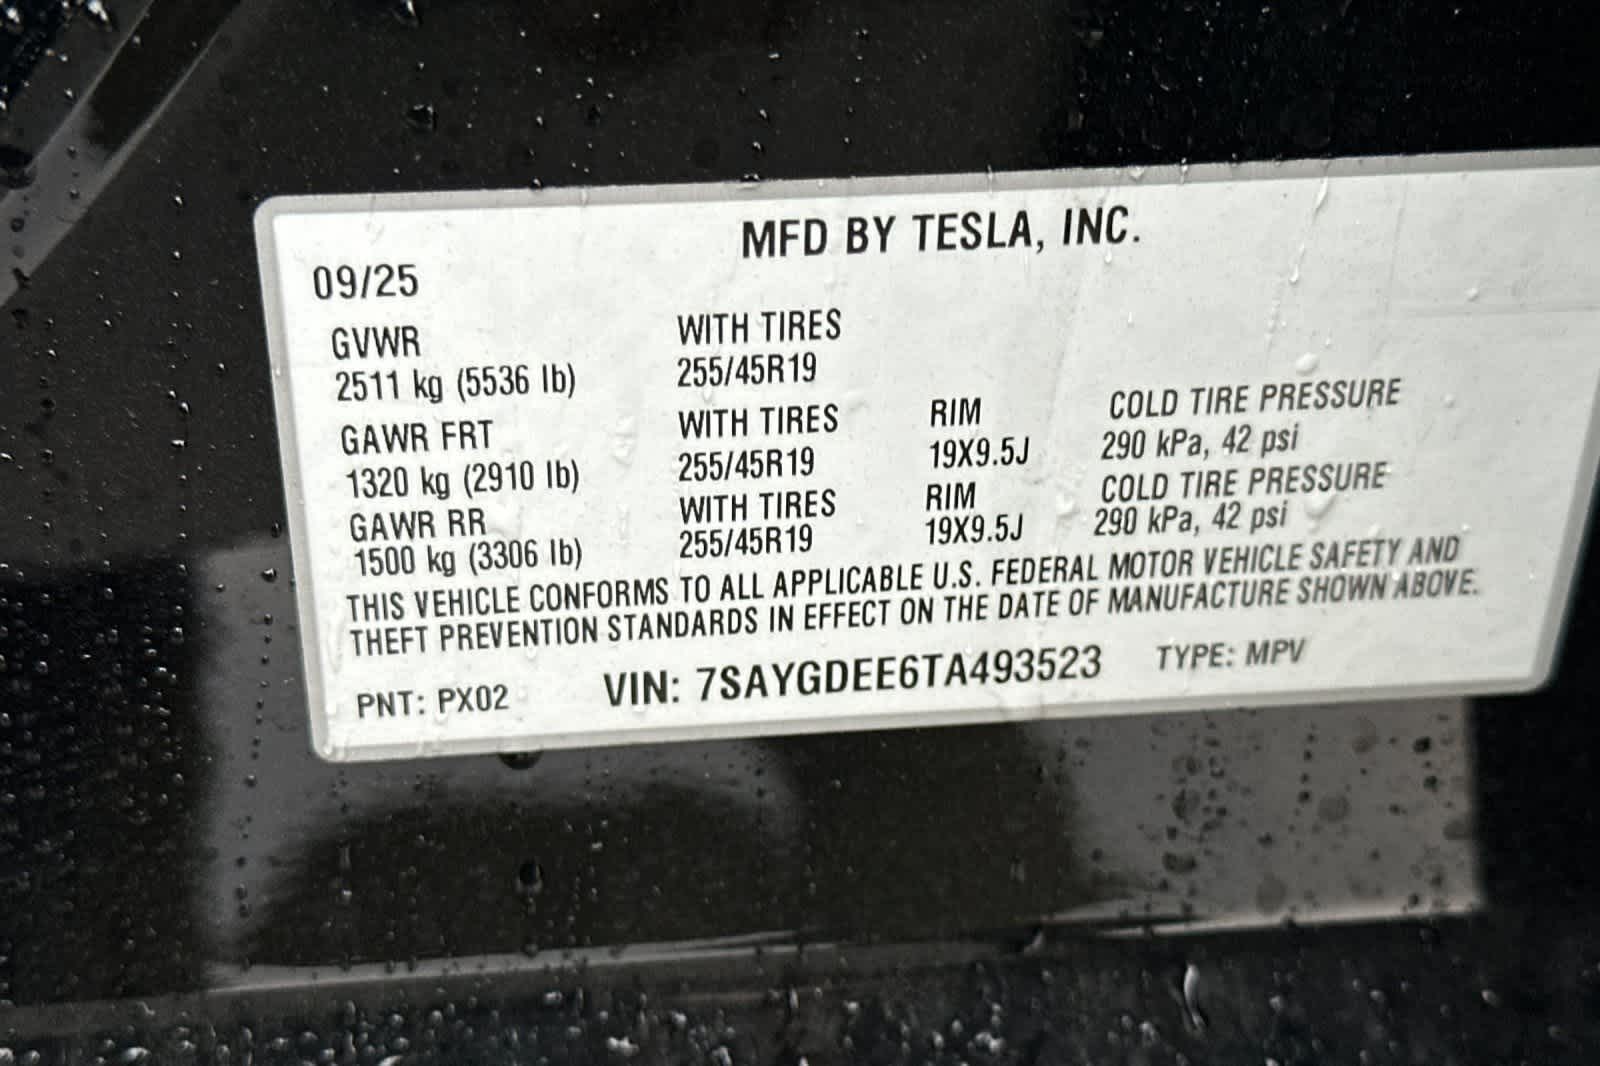 MFD BY TESLA, INC.
09/25
GVWR WITH TIRES
2511 kg (5536 lb) 255/45R19
GAWR FRT WITH TIRES RIM COLD TIRE PRESSURE
1320 kg (2910 lb) 255/45R19 19X9.5J 290 kPa, 42 psi
GAWR RR WITH TIRES RIM COLD TIRE PRESSURE
1500 kg (3306 lb) 255/45R19 19X9.5J 290 kPa, 42 psi
THIS VEHICLE CONFORMS TO ALL APPLICABLE U.S. FEDERAL MOTOR VEHICLE SAFETY AND
THEFT PREVENTION STANDARDS IN EFFECT ON THE DATE OF MANUFACTURE SHOWN ABOVE.
PNT: PX02 VIN: 7SAYGDEE6TA493523 TYPE: MPV